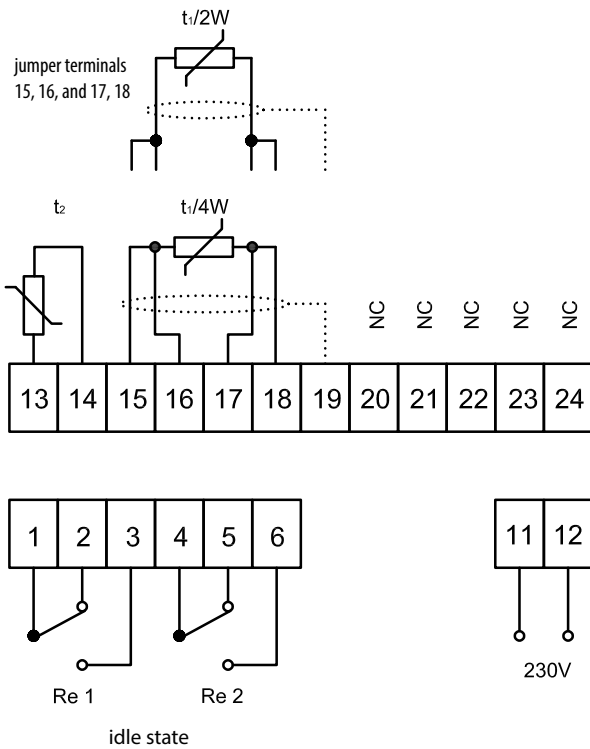 t₁/2W
jumper terminals
15, 16, and 17, 18
t₂ t₁/4W
NC NC NC NC NC
13 14 15 16 17 18 19 20 21 22 23 24
1 2 3 4 5 6 11 12
230V
Re 1 Re 2
idle state